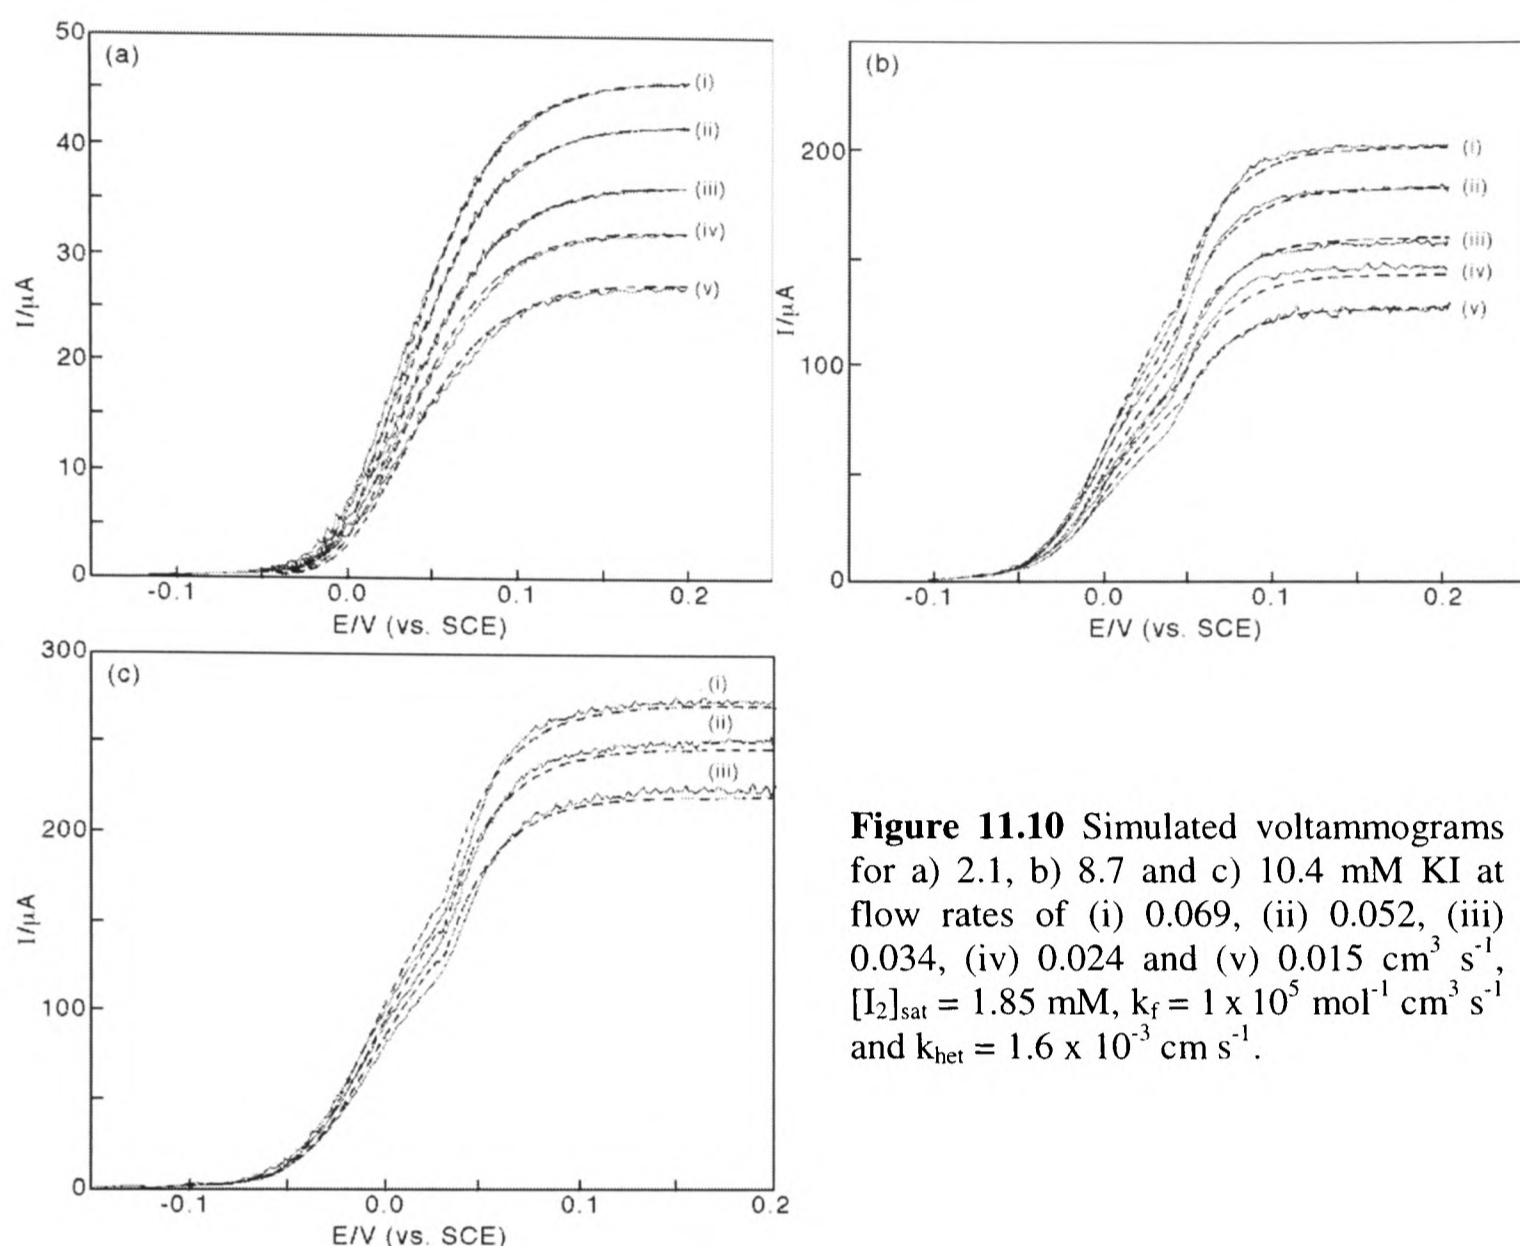 (a)
50
40
30
20
10
0
I/µA
(i)
(ii)
(iii)
(iv)
(v)
-0.1
0.0
0.1
0.2
E/V (vs. SCE)
(b)
200
100
0
I/µA
(i)
(ii)
(iii)
(iv)
(v)
-0.1
0.0
0.1
0.2
E/V (vs. SCE)
(c)
300
200
100
0
I/µA
(i)
(ii)
(iii)
-0.1
0.0
0.1
0.2
E/V (vs. SCE)
Figure 11.10 Simulated voltammograms
for a) 2.1, b) 8.7 and c) 10.4 mM KI at
flow rates of (i) 0.069, (ii) 0.052, (iii)
0.034, (iv) 0.024 and (v) 0.015 cm³ s⁻¹,
[I₂]sat = 1.85 mM, kf = 1 x 10⁵ mol⁻¹ cm³ s⁻¹
and khet = 1.6 x 10⁻³ cm s⁻¹.